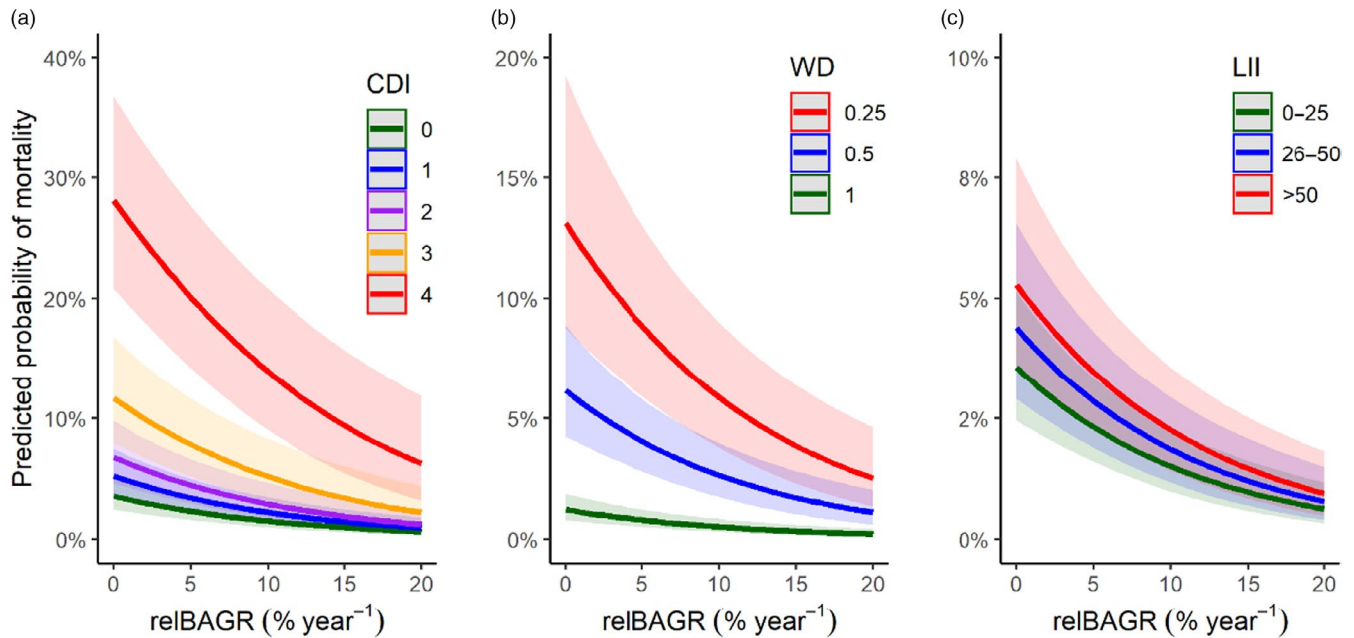 (a)
Predicted probability of mortality
40%
30%
20%
10%
0%
CDI
0
1
2
3
4
0 5 10 15 20
relBAGR (% year⁻¹)
(b)
20%
15%
10%
5%
0%
WD
0.25
0.5
1
0 5 10 15 20
relBAGR (% year⁻¹)
(c)
10%
8%
5%
2%
0%
LII
0–25
26–50
>50
0 5 10 15 20
relBAGR (% year⁻¹)